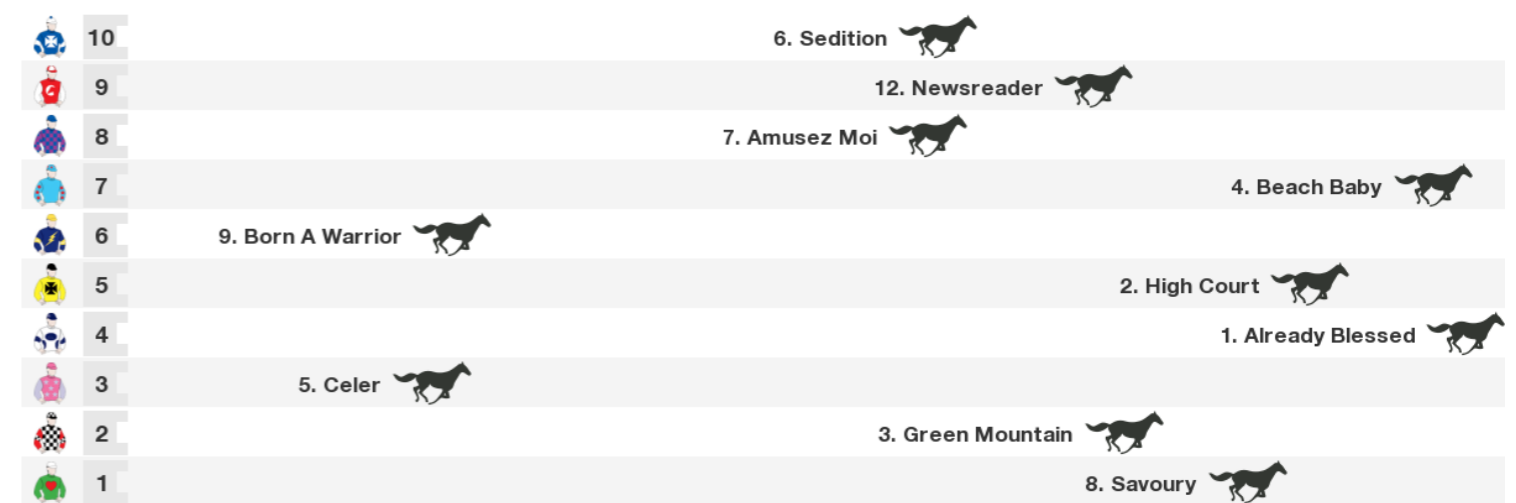 10 6. Sedition
9 12. Newsreader
8 7. Amusez Moi
7 4. Beach Baby
6 9. Born A Warrior
5 2. High Court
4 1. Already Blessed
3 5. Celer
2 3. Green Mountain
1 8. Savoury